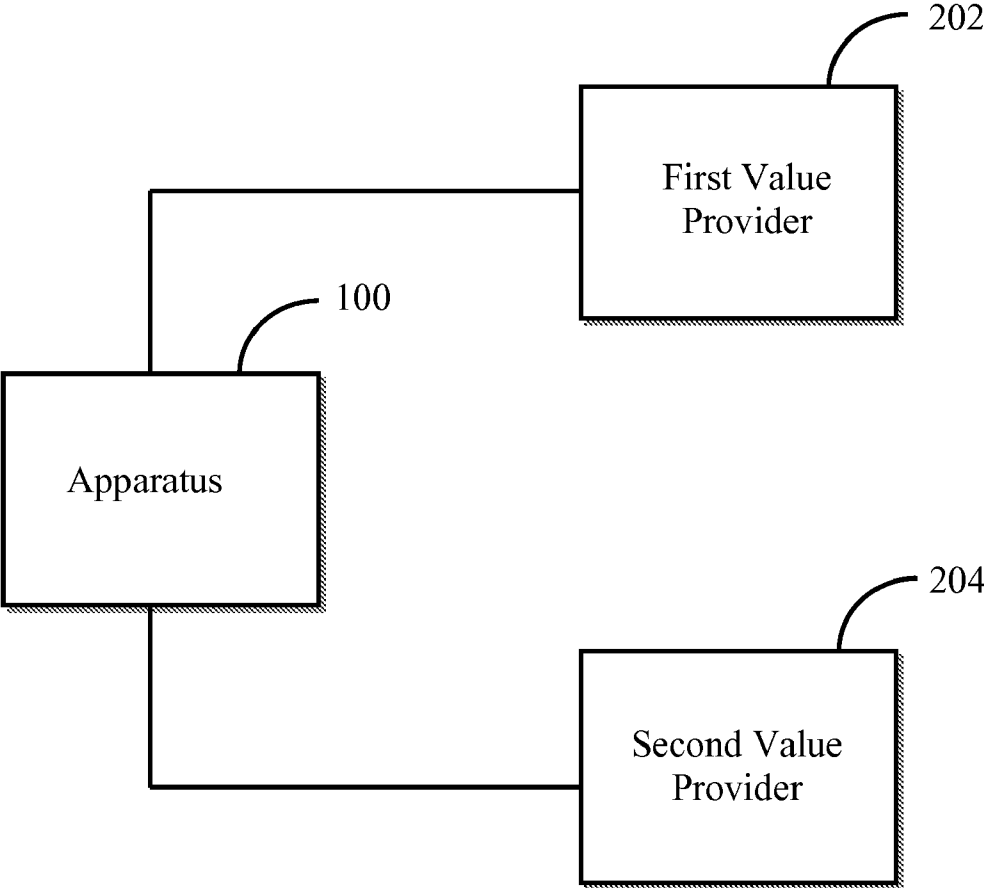 202
First Value
Provider
100
Apparatus
204
Second Value
Provider